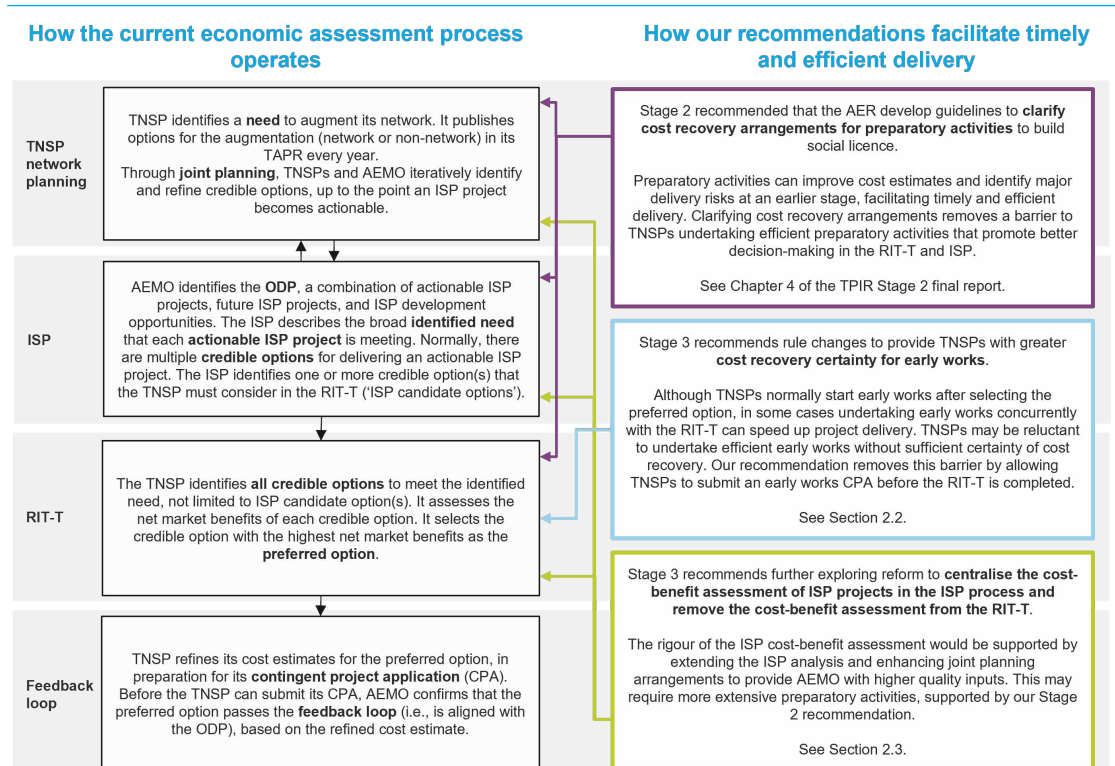 How the current economic assessment process
operates
TNSP
network
planning
TNSP identifies a need to augment its network. It publishes
options for the augmentation (network or non-network) in its
TAPR every year.
Through joint planning, TNSPs and AEMO iteratively identify
and refine credible options, up to the point an ISP project
becomes actionable.
ISP
AEMO identifies the ODP, a combination of actionable ISP
projects, future ISP projects, and ISP development
opportunities. The ISP describes the broad identified need
that each actionable ISP project is meeting. Normally, there
are multiple credible options for delivering an actionable ISP
project. The ISP identifies one or more credible option(s) that
the TNSP must consider in the RIT-T (‘ISP candidate options’).
RIT-T
The TNSP identifies all credible options to meet the identified
need, not limited to ISP candidate option(s). It assesses the
net market benefits of each credible option. It selects the
credible option with the highest net market benefits as the
preferred option.
Feedback
loop
TNSP refines its cost estimates for the preferred option, in
preparation for its contingent project application (CPA).
Before the TNSP can submit its CPA, AEMO confirms that the
preferred option passes the feedback loop (i.e., is aligned with
the ODP), based on the refined cost estimate.
How our recommendations facilitate timely
and efficient delivery
Stage 2 recommended that the AER develop guidelines to clarify
cost recovery arrangements for preparatory activities to build
social licence.
Preparatory activities can improve cost estimates and identify major
delivery risks at an earlier stage, facilitating timely and efficient
delivery. Clarifying cost recovery arrangements removes a barrier to
TNSPs undertaking efficient preparatory activities that promote better
decision-making in the RIT-T and ISP.
See Chapter 4 of the TPIR Stage 2 final report.
Stage 3 recommends rule changes to provide TNSPs with greater
cost recovery certainty for early works.
Although TNSPs normally start early works after selecting the
preferred option, in some cases undertaking early works concurrently
with the RIT-T can speed up project delivery. TNSPs may be reluctant
to undertake efficient early works without sufficient certainty of cost
recovery. Our recommendation removes this barrier by allowing
TNSPs to submit an early works CPA before the RIT-T is completed.
See Section 2.2.
Stage 3 recommends further exploring reform to centralise the cost-
benefit assessment of ISP projects in the ISP process and
remove the cost-benefit assessment from the RIT-T.
The rigour of the ISP cost-benefit assessment would be supported by
extending the ISP analysis and enhancing joint planning
arrangements to provide AEMO with higher quality inputs. This may
require more extensive preparatory activities, supported by our Stage
2 recommendation.
See Section 2.3.